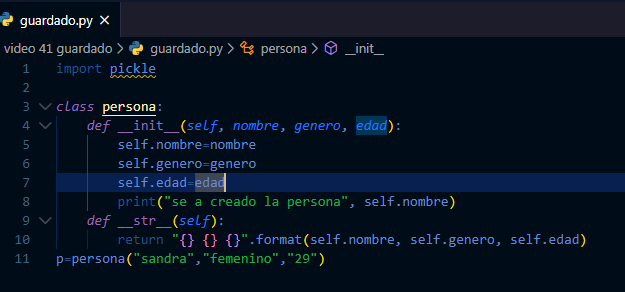 guardado.py ×
video 41 guardado > guardado.py > persona > __init__
1 import pickle
2
3 class persona:
4     def __init__(self, nombre, genero, edad):
5         self.nombre=nombre
6         self.genero=genero
7         self.edad=edad
8         print("se a creado la persona", self.nombre)
9     def __str__(self):
10         return "{} {} {}".format(self.nombre, self.genero, self.edad)
11 p=persona("sandra","femenino","29")